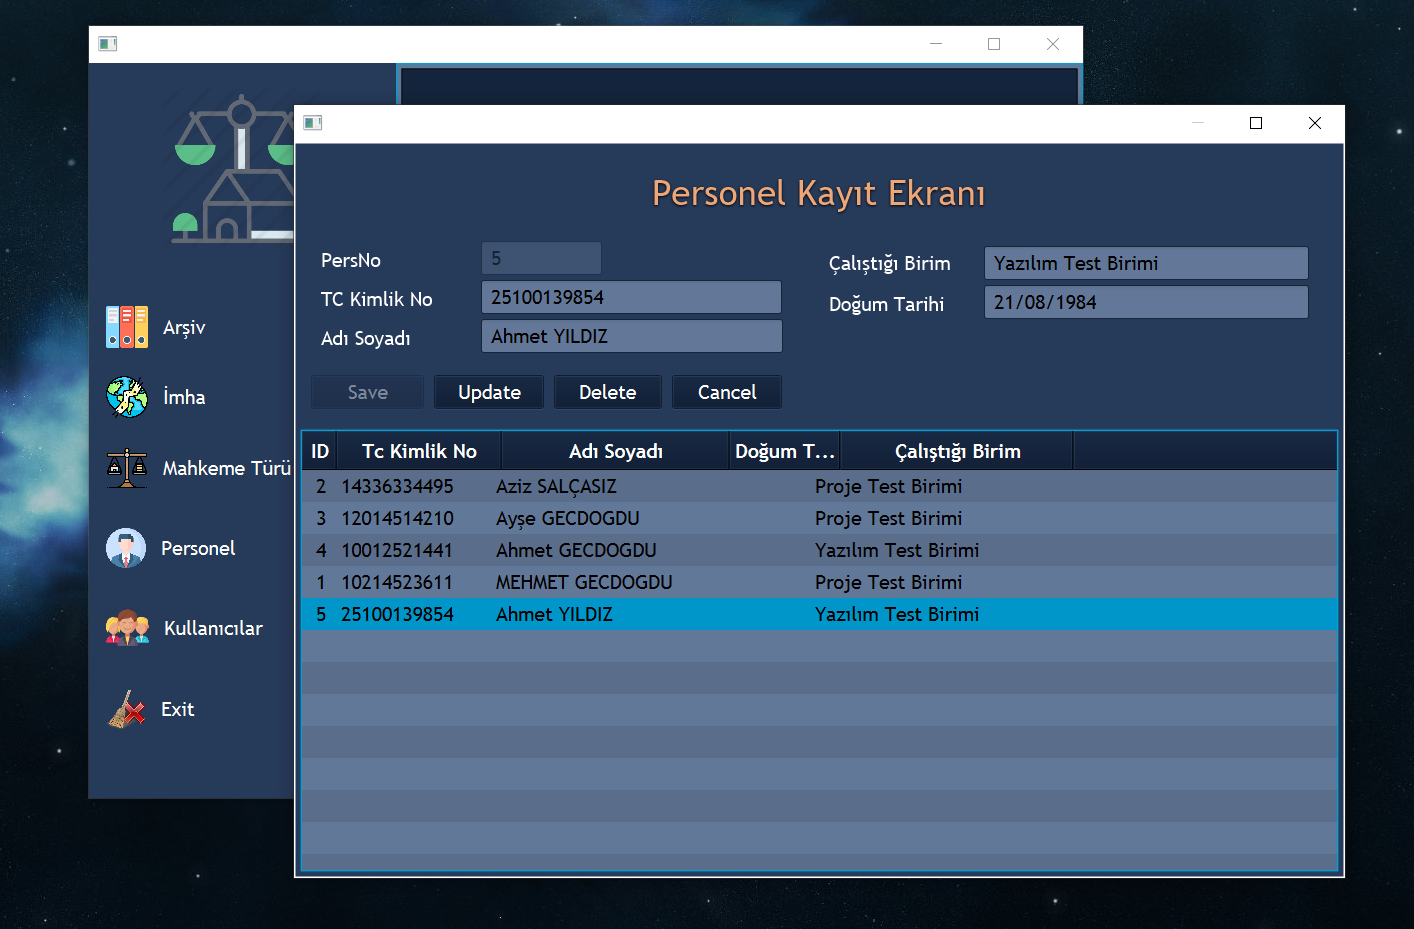 Personel Kayıt Ekranı
PersNo 5
TC Kimlik No 25100139854
Adı Soyadı Ahmet YILDIZ
Çalıştığı Birim Yazılım Test Birimi
Doğum Tarihi 21/08/1984
Save Update Delete Cancel
ID Tc Kimlik No Adı Soyadı Doğum T... Çalıştığı Birim
2 14336334495 Aziz SALÇASIZ Proje Test Birimi
3 12014514210 Ayşe GECDOGDU Proje Test Birimi
4 10012521441 Ahmet GECDOGDU Yazılım Test Birimi
1 10214523611 MEHMET GECDOGDU Proje Test Birimi
5 25100139854 Ahmet YILDIZ Yazılım Test Birimi
Arşiv
İmha
Mahkeme Türü
Personel
Kullanıcılar
Exit